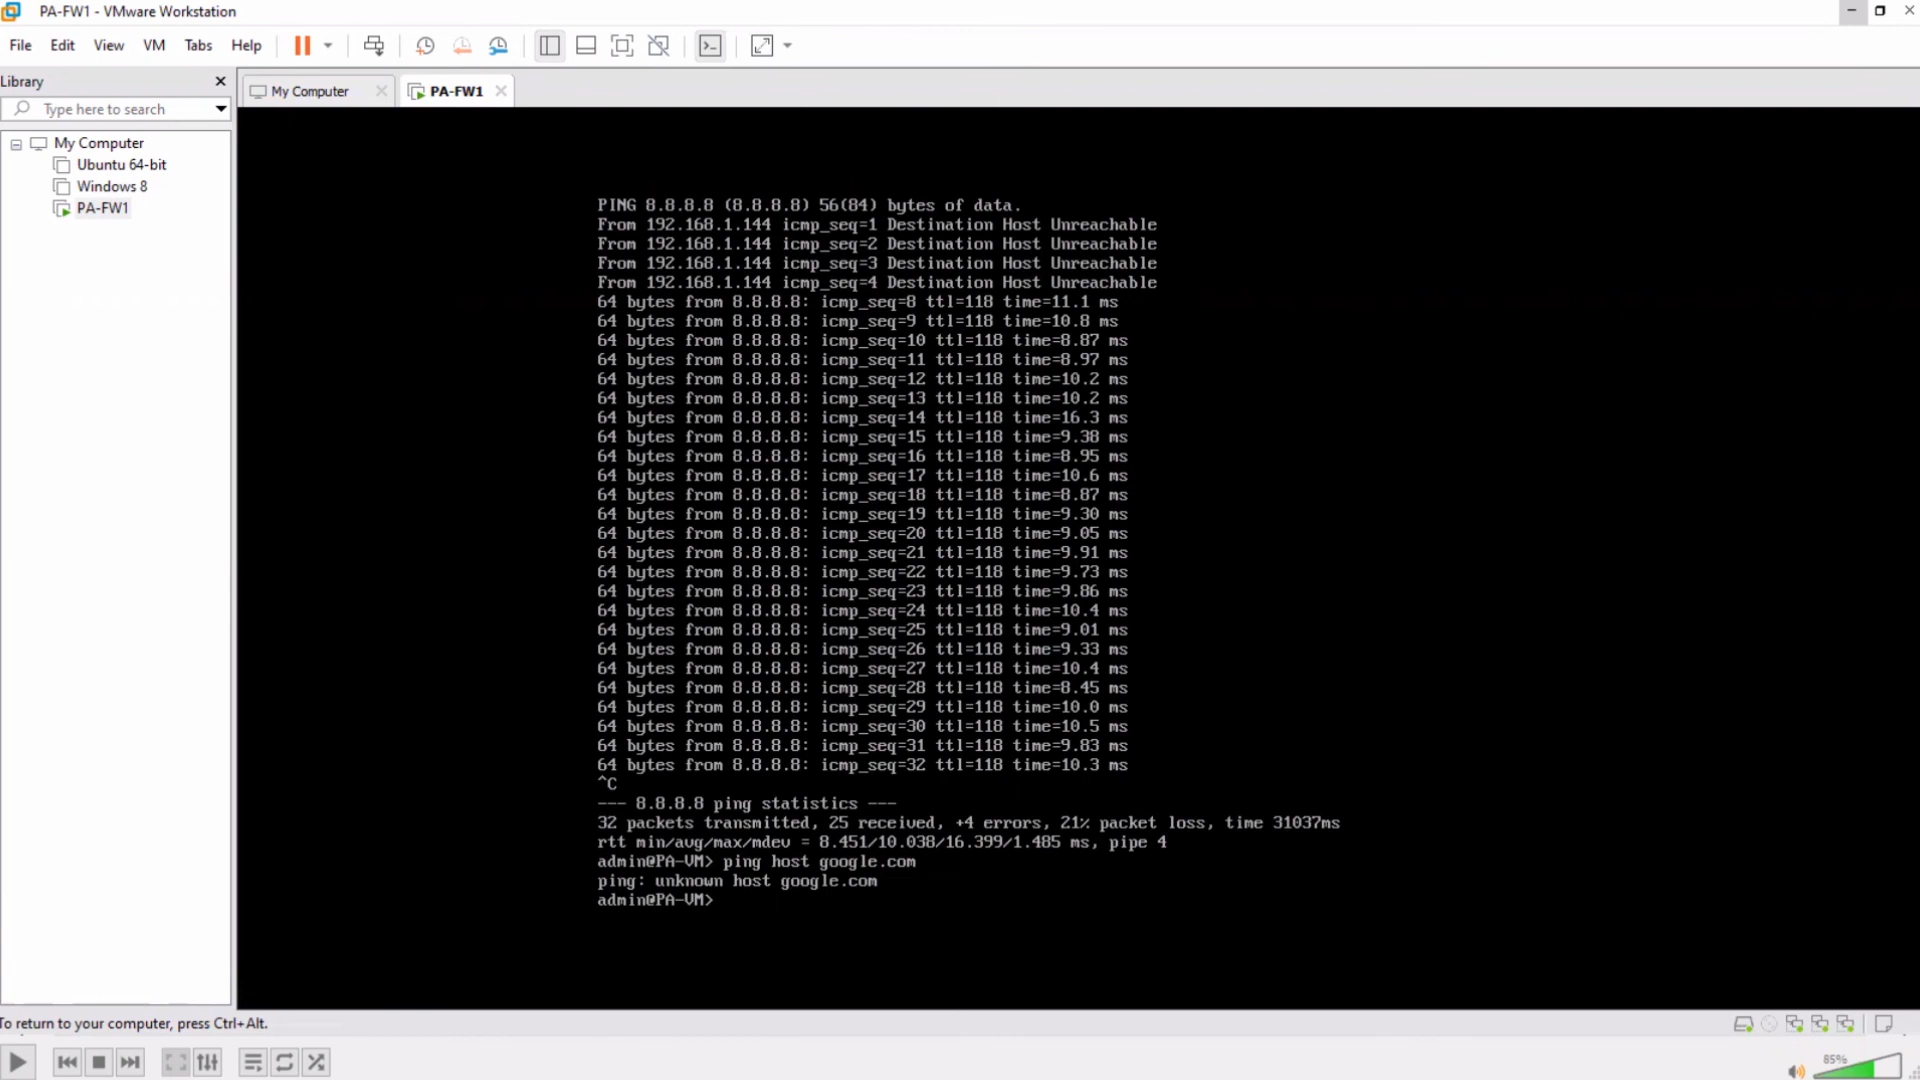 PA-FW1 - VMware Workstation
File Edit View VM Tabs Help
Library
My Computer
PA-FW1
Type here to search
My Computer
Ubuntu 64-bit
Windows 8
PA-FW1
PING 8.8.8.8 (8.8.8.8) 56(84) bytes of data.
From 192.168.1.144 icmp_seq=1 Destination Host Unreachable
From 192.168.1.144 icmp_seq=2 Destination Host Unreachable
From 192.168.1.144 icmp_seq=3 Destination Host Unreachable
From 192.168.1.144 icmp_seq=4 Destination Host Unreachable
64 bytes from 8.8.8.8: icmp_seq=8 ttl=118 time=11.1 ms
64 bytes from 8.8.8.8: icmp_seq=9 ttl=118 time=10.8 ms
64 bytes from 8.8.8.8: icmp_seq=10 ttl=118 time=8.87 ms
64 bytes from 8.8.8.8: icmp_seq=11 ttl=118 time=8.97 ms
64 bytes from 8.8.8.8: icmp_seq=12 ttl=118 time=10.2 ms
64 bytes from 8.8.8.8: icmp_seq=13 ttl=118 time=10.2 ms
64 bytes from 8.8.8.8: icmp_seq=14 ttl=118 time=16.3 ms
64 bytes from 8.8.8.8: icmp_seq=15 ttl=118 time=9.38 ms
64 bytes from 8.8.8.8: icmp_seq=16 ttl=118 time=8.95 ms
64 bytes from 8.8.8.8: icmp_seq=17 ttl=118 time=10.6 ms
64 bytes from 8.8.8.8: icmp_seq=18 ttl=118 time=8.87 ms
64 bytes from 8.8.8.8: icmp_seq=19 ttl=118 time=9.30 ms
64 bytes from 8.8.8.8: icmp_seq=20 ttl=118 time=9.05 ms
64 bytes from 8.8.8.8: icmp_seq=21 ttl=118 time=9.91 ms
64 bytes from 8.8.8.8: icmp_seq=22 ttl=118 time=9.73 ms
64 bytes from 8.8.8.8: icmp_seq=23 ttl=118 time=9.86 ms
64 bytes from 8.8.8.8: icmp_seq=24 ttl=118 time=10.4 ms
64 bytes from 8.8.8.8: icmp_seq=25 ttl=118 time=9.01 ms
64 bytes from 8.8.8.8: icmp_seq=26 ttl=118 time=9.33 ms
64 bytes from 8.8.8.8: icmp_seq=27 ttl=118 time=10.4 ms
64 bytes from 8.8.8.8: icmp_seq=28 ttl=118 time=8.45 ms
64 bytes from 8.8.8.8: icmp_seq=29 ttl=118 time=10.0 ms
64 bytes from 8.8.8.8: icmp_seq=30 ttl=118 time=10.5 ms
64 bytes from 8.8.8.8: icmp_seq=31 ttl=118 time=9.83 ms
64 bytes from 8.8.8.8: icmp_seq=32 ttl=118 time=10.3 ms
^C
--- 8.8.8.8 ping statistics ---
32 packets transmitted, 25 received, +4 errors, 21% packet loss, time 31037ms
rtt min/avg/max/mdev = 8.451/10.038/16.399/1.485 ms, pipe 4
admin@PA-VM> ping host google.com
ping: unknown host google.com
admin@PA-VM>
To return to your computer, press Ctrl+Alt.
85%